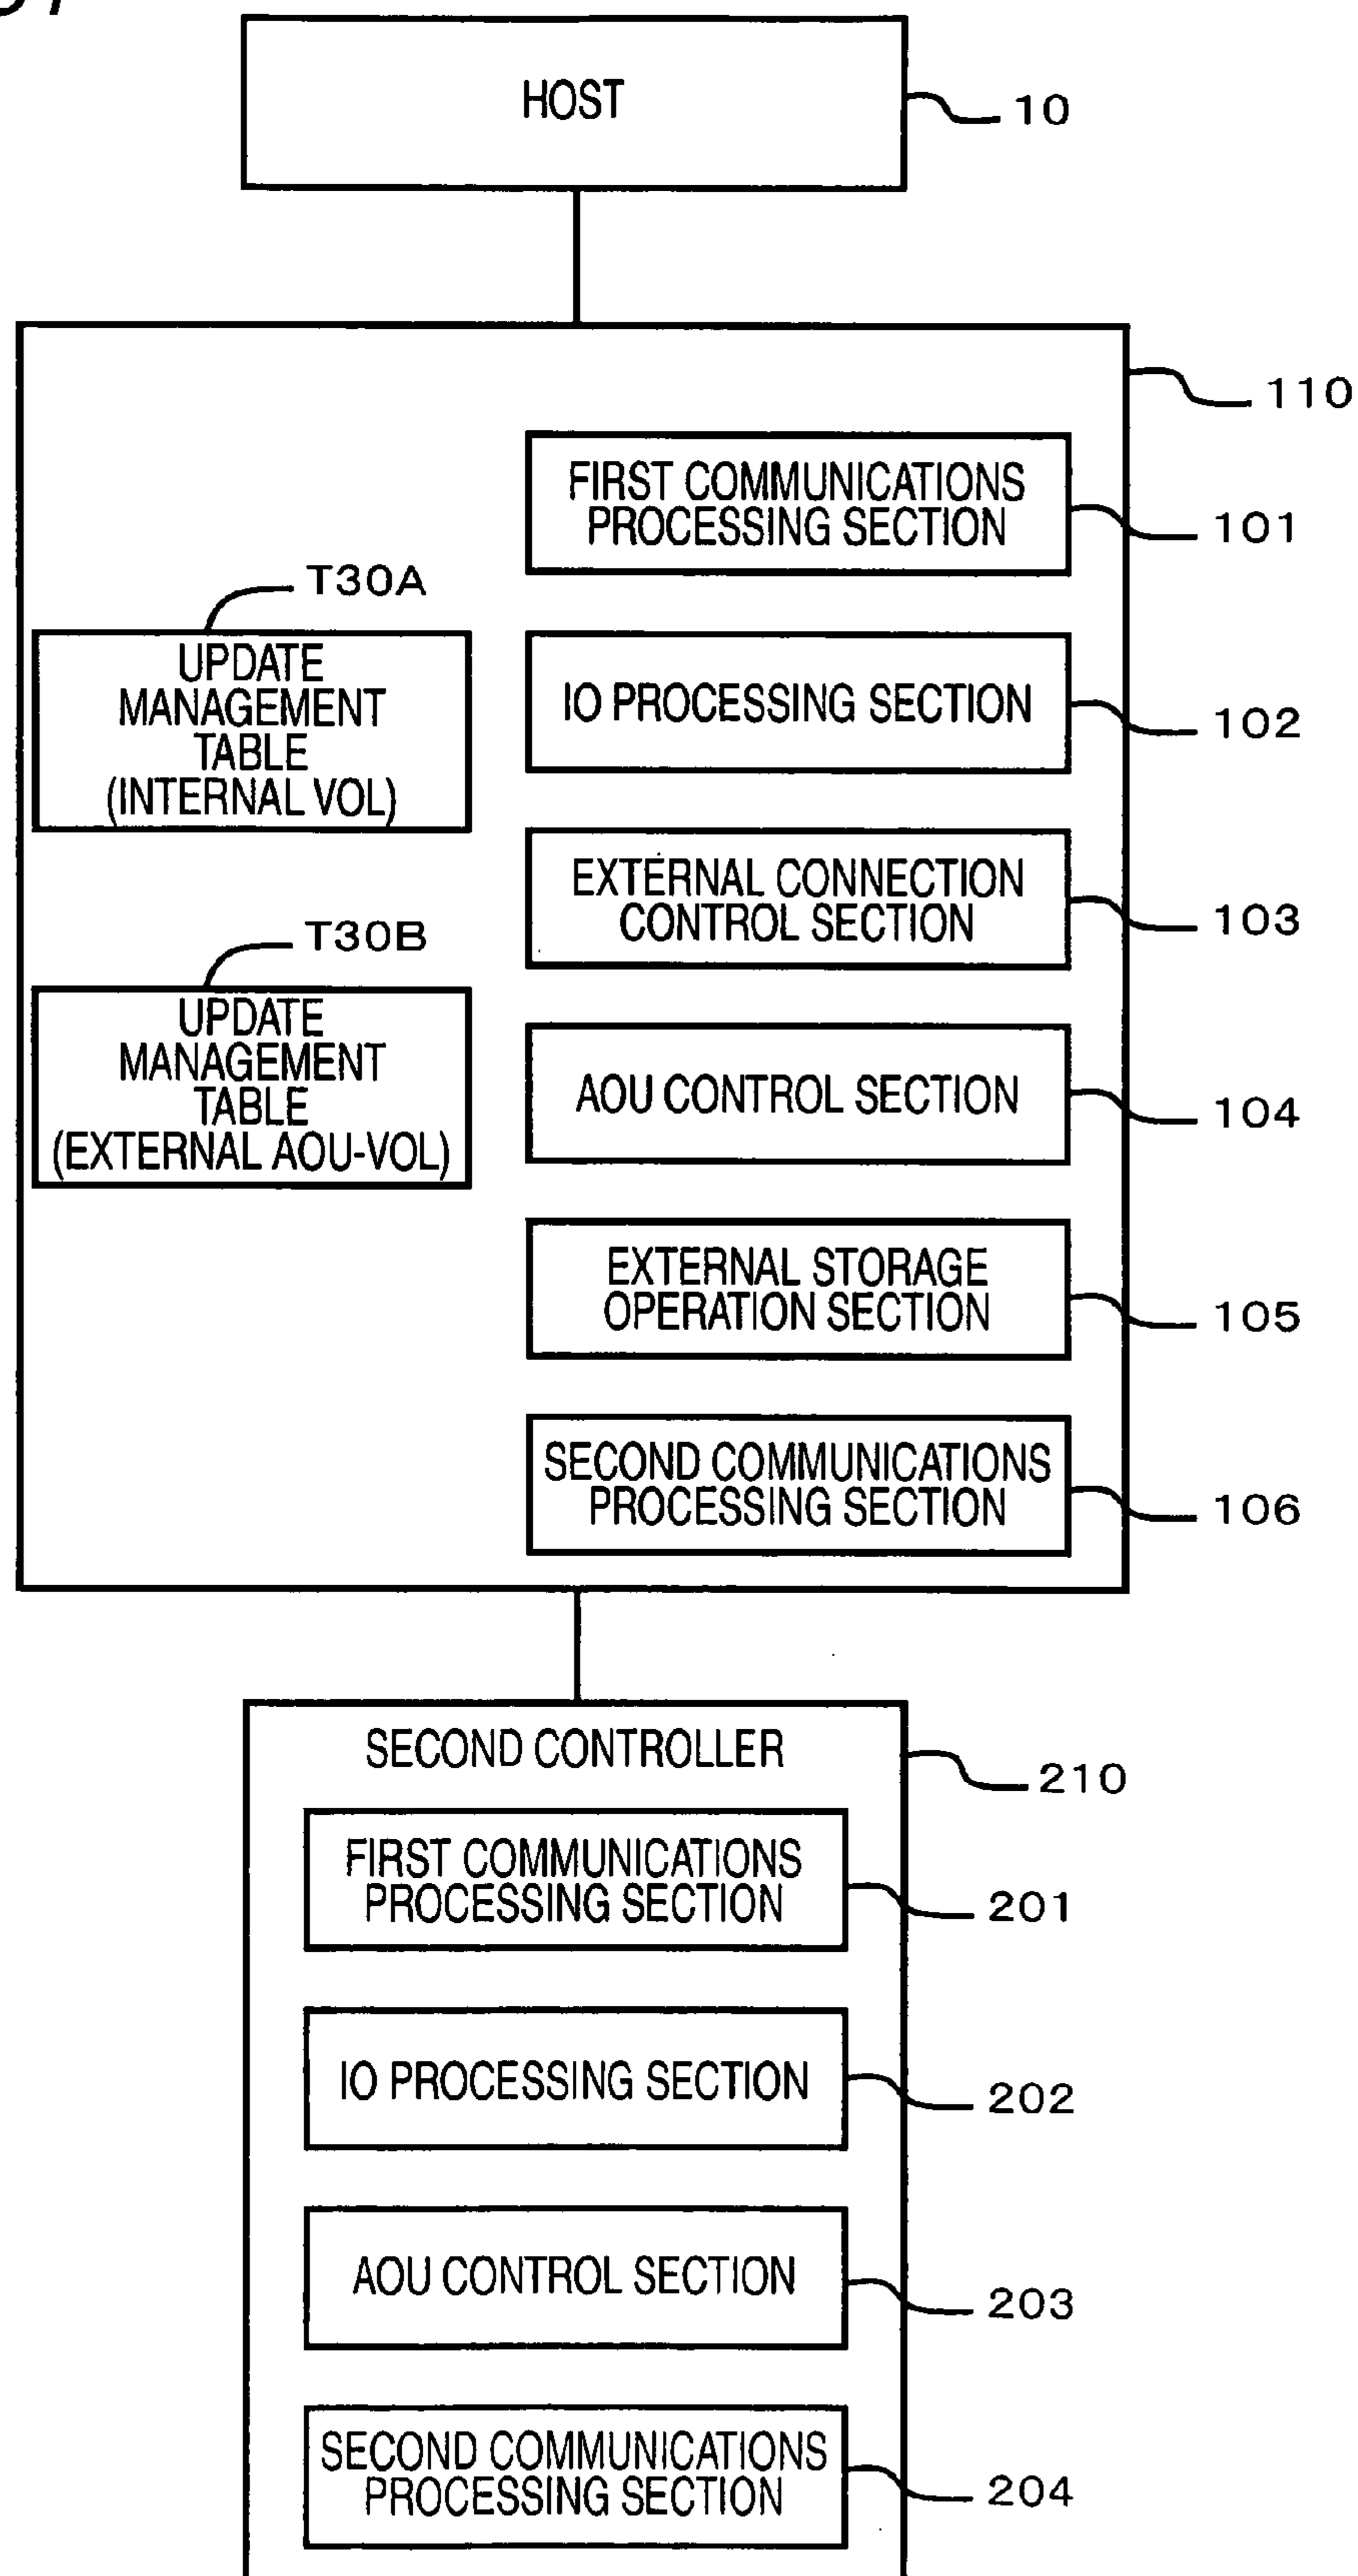 HOST
10
110
FIRST COMMUNICATIONS
PROCESSING SECTION
101
T30A
UPDATE
MANAGEMENT
TABLE
(INTERNAL VOL)
IO PROCESSING SECTION
102
EXTERNAL CONNECTION
CONTROL SECTION
103
T30B
UPDATE
MANAGEMENT
TABLE
(EXTERNAL AOU-VOL)
AOU CONTROL SECTION
104
EXTERNAL STORAGE
OPERATION SECTION
105
SECOND COMMUNICATIONS
PROCESSING SECTION
106
SECOND CONTROLLER
210
FIRST COMMUNICATIONS
PROCESSING SECTION
201
IO PROCESSING SECTION
202
AOU CONTROL SECTION
203
SECOND COMMUNICATIONS
PROCESSING SECTION
204